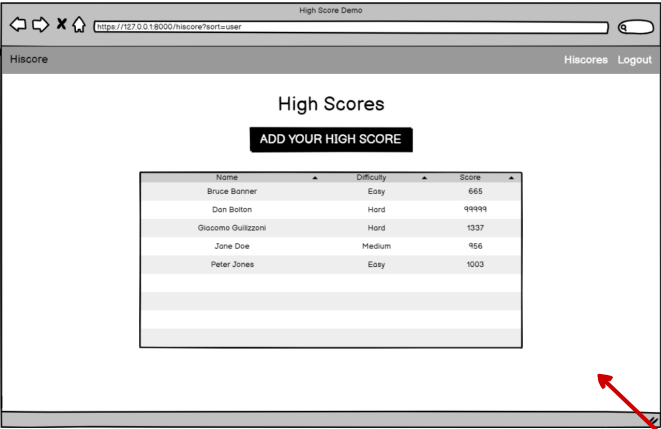 High Score Demo
https://127.0.0.1:8000/hiscore?sort=user
Hiscore Hiscores Logout
High Scores
ADD YOUR HIGH SCORE
Name Difficulty Score
Bruce Banner Easy 665
Dan Bolton Hard 99999
Giacomo Guilizzoni Hard 1337
Jane Doe Medium 956
Peter Jones Easy 1003